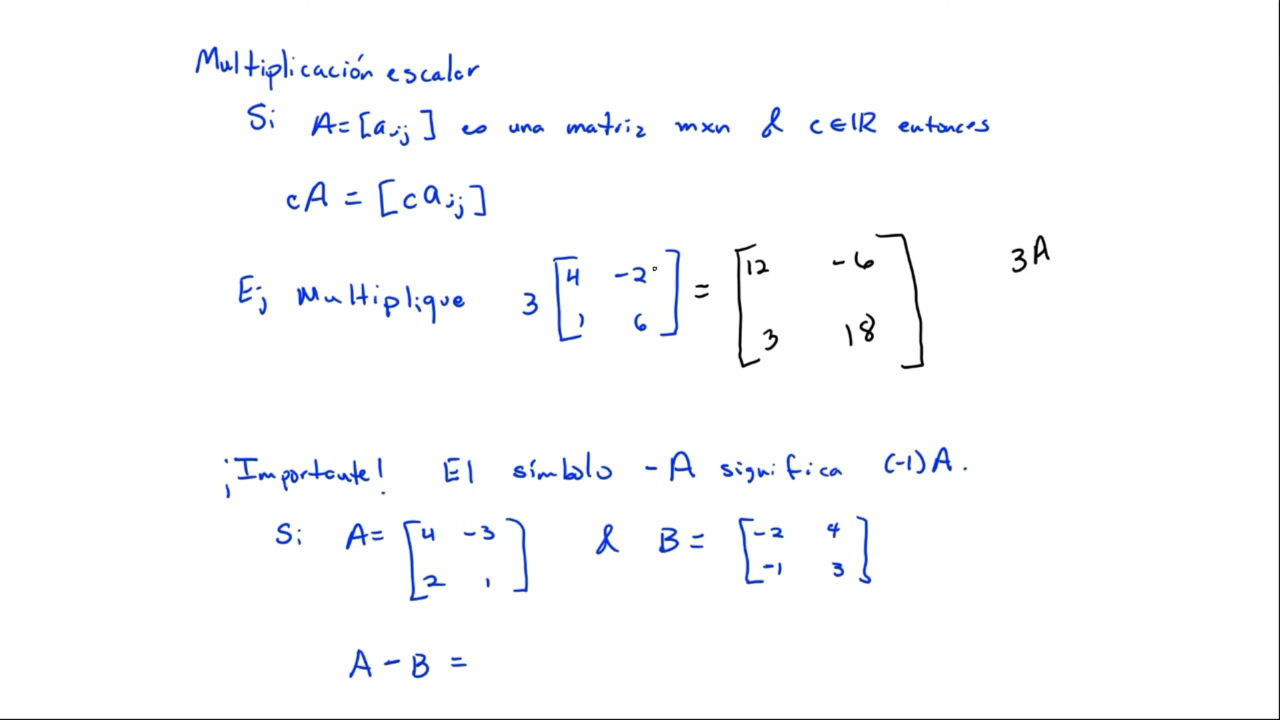 Multiplicación escalar
Si A = [aij] es una matriz mxn & c∈ℝ entonces
cA = [caij]
Ej Multiplique 3 [4 -2; 1 6] = [12 -6; 3 18] 3A
¡Importante! El símbolo -A significa (-1)A.
Si A = [4 -3; 2 1] & B = [-2 4; -1 3]
A - B =